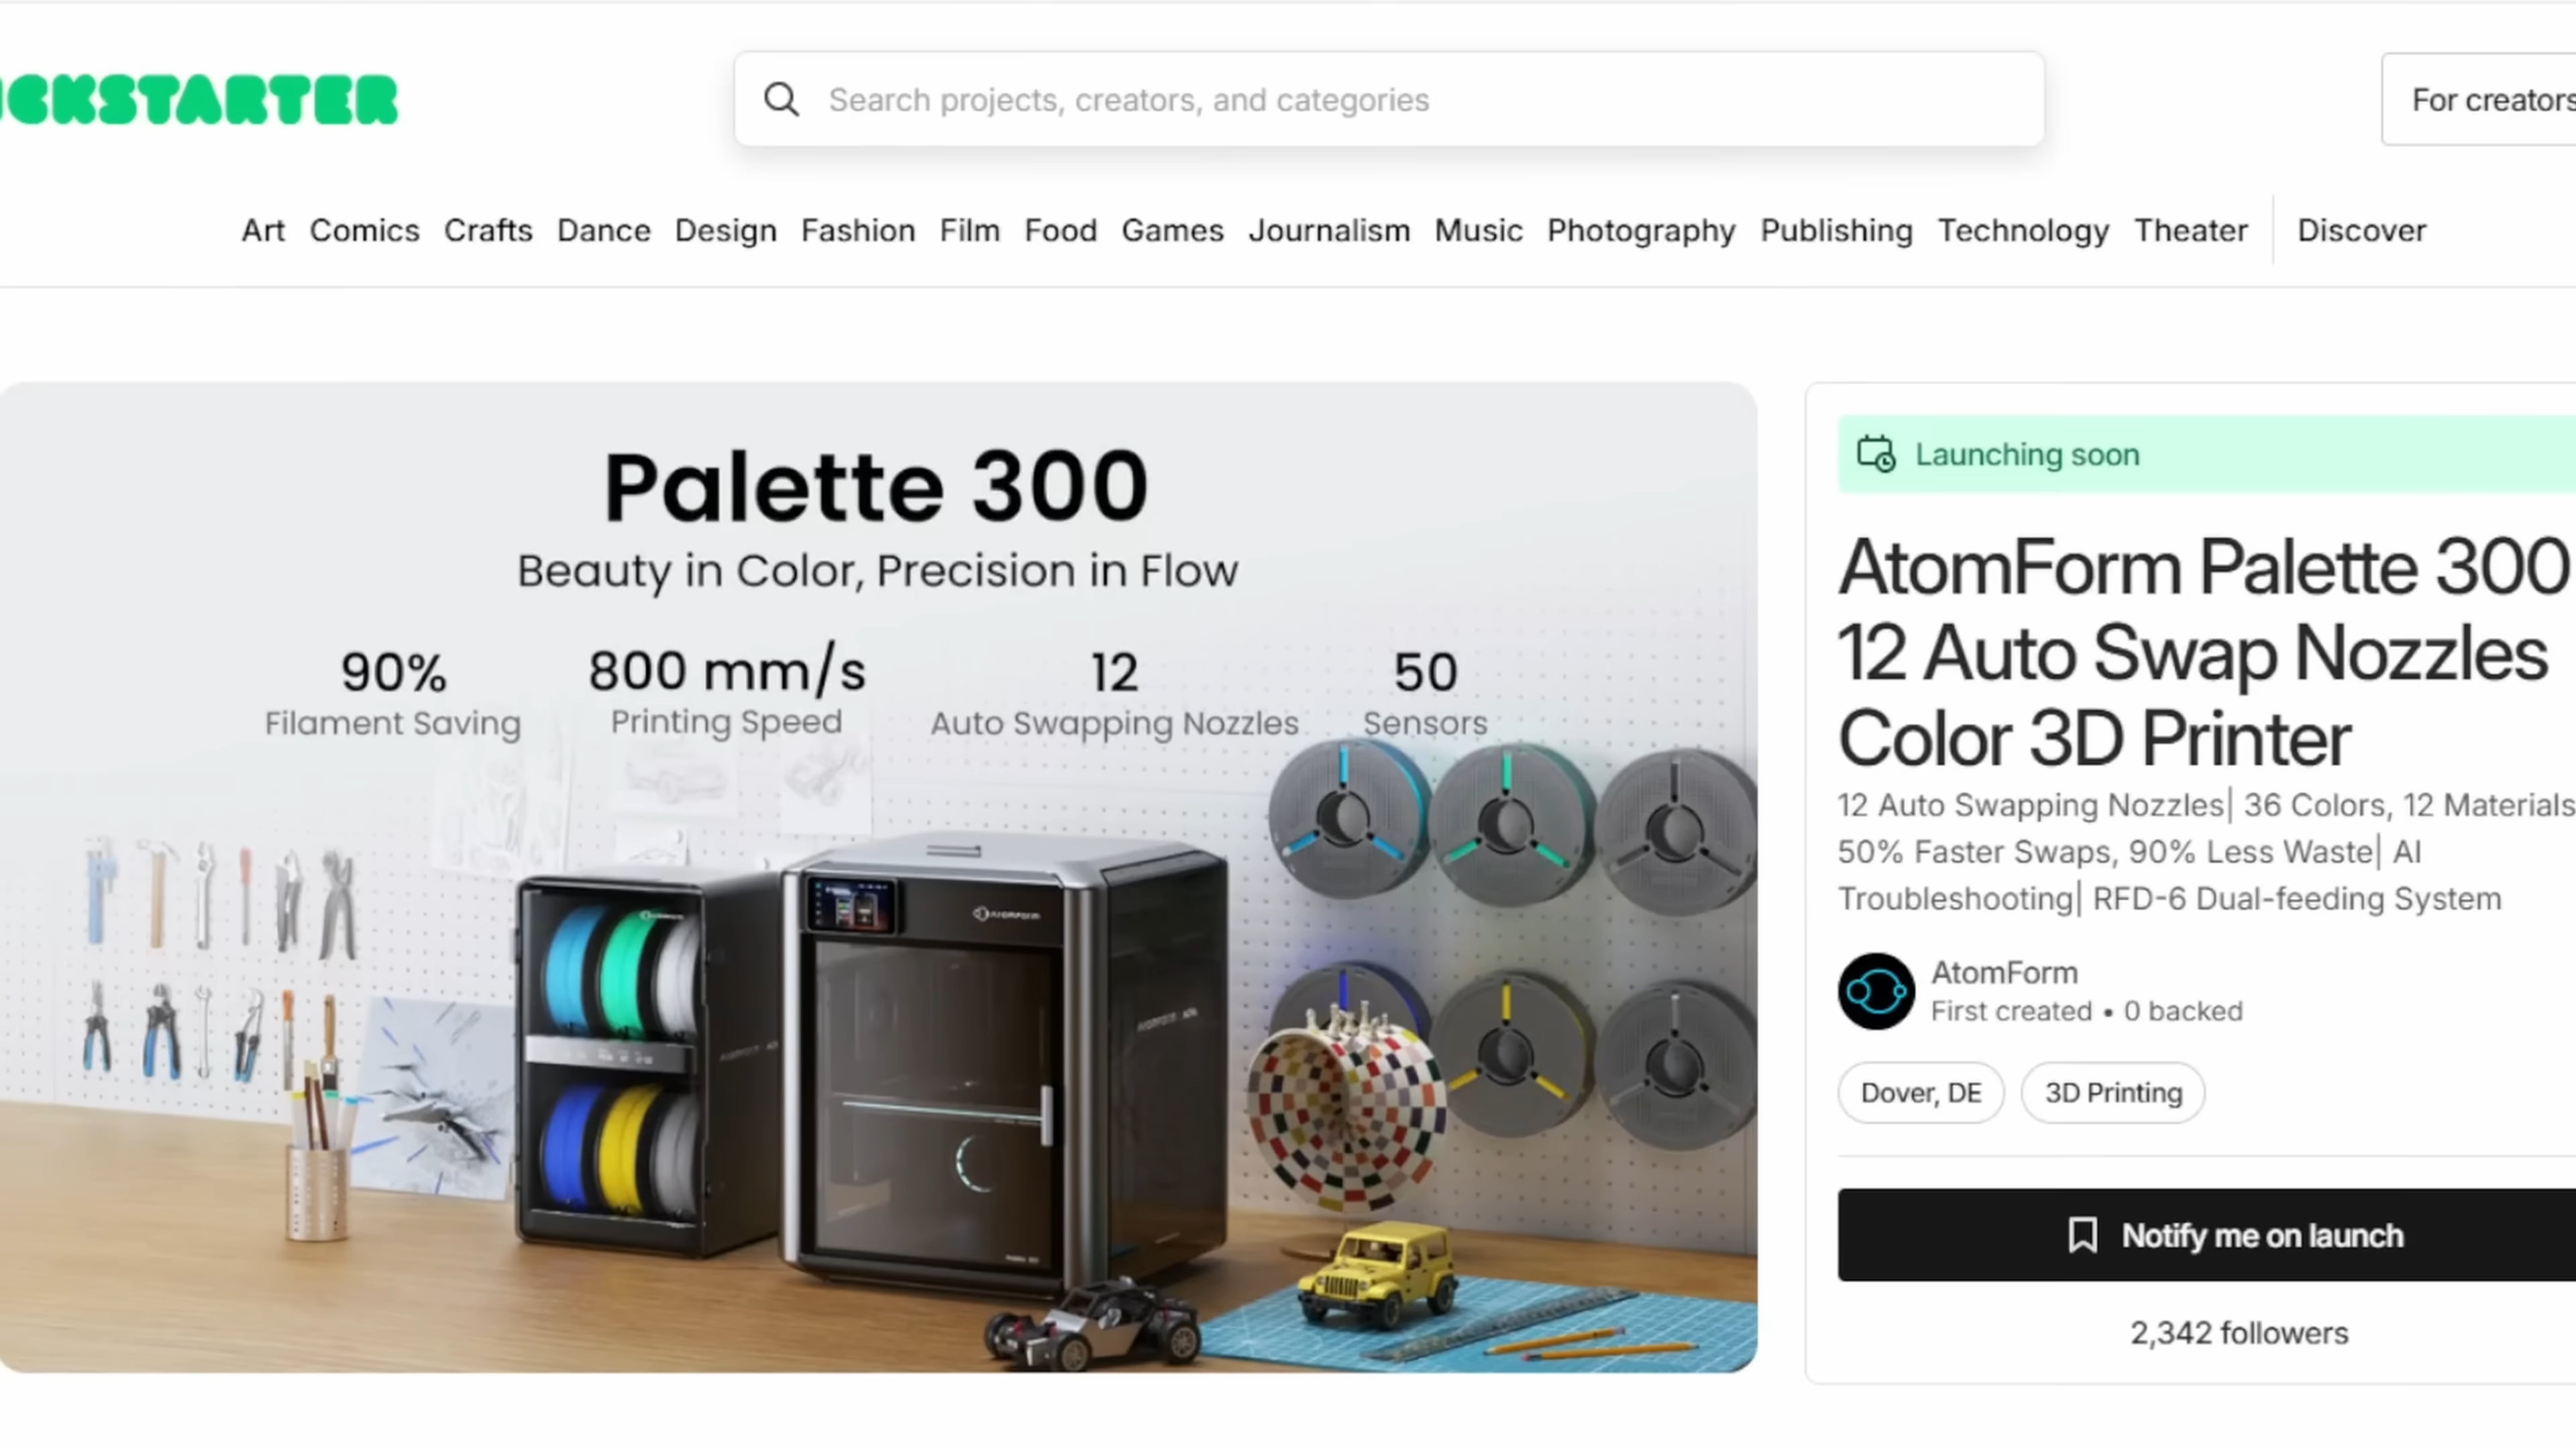 CKSTARTER
Search projects, creators, and categories
For creators
Art Comics Crafts Dance Design Fashion Film Food Games Journalism Music Photography Publishing Technology Theater Discover
Palette 300
Beauty in Color, Precision in Flow
90% 800 mm/s 12 50
Filament Saving Printing Speed Auto Swapping Nozzles Sensors
Launching soon
AtomForm Palette 300
12 Auto Swap Nozzles
Color 3D Printer
12 Auto Swapping Nozzles| 36 Colors, 12 Materials
50% Faster Swaps, 90% Less Waste| AI
Troubleshooting| RFD-6 Dual-feeding System
AtomForm
First created • 0 backed
Dover, DE
3D Printing
Notify me on launch
2,342 followers